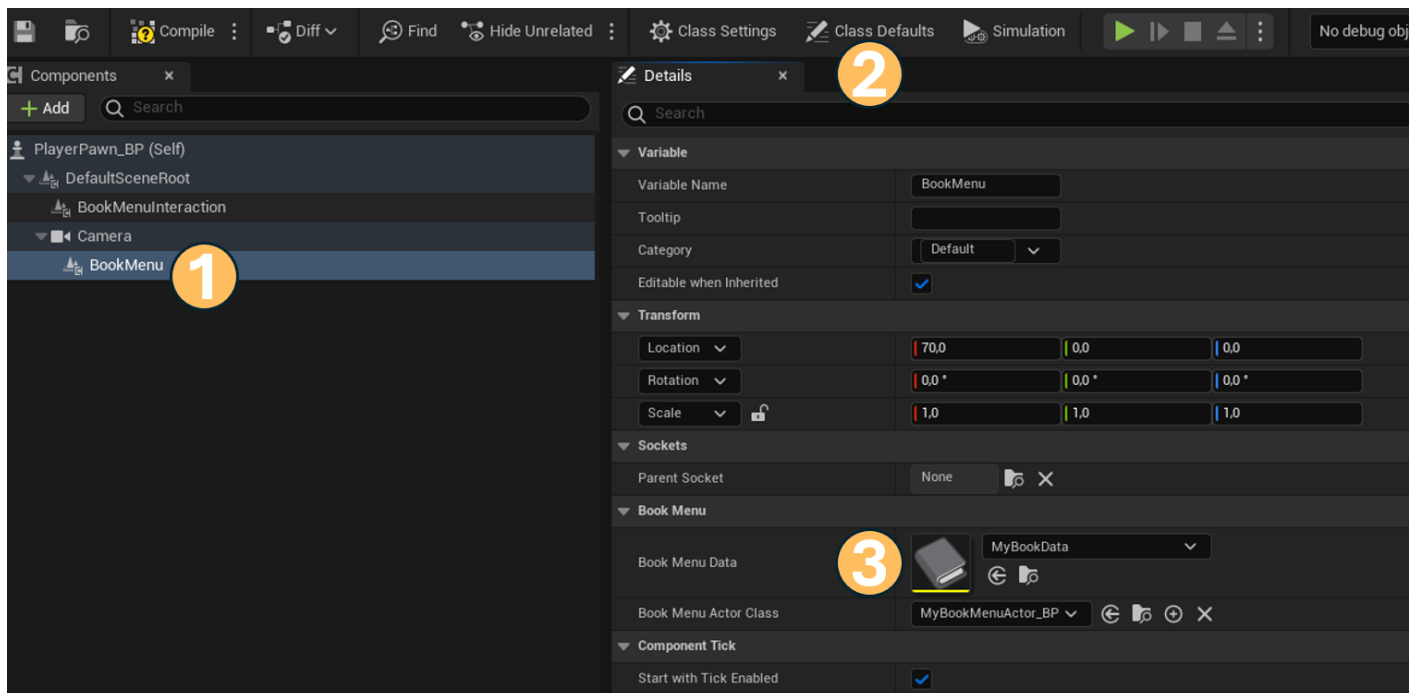 Compile
Diff
Find
Hide Unrelated
Class Settings
Class Defaults
Simulation
No debug obj
Components
Details
2
Add
Search
Search
PlayerPawn_BP (Self)
DefaultSceneRoot
BookMenuInteraction
Camera
BookMenu
1
Variable
Variable Name
BookMenu
Tooltip
Category
Default
Editable when Inherited
Transform
Location
70,0
0,0
0,0
Rotation
0,0 °
0,0 °
0,0 °
Scale
1,0
1,0
1,0
Sockets
Parent Socket
None
Book Menu
Book Menu Data
3
MyBookData
Book Menu Actor Class
MyBookMenuActor_BP
Component Tick
Start with Tick Enabled